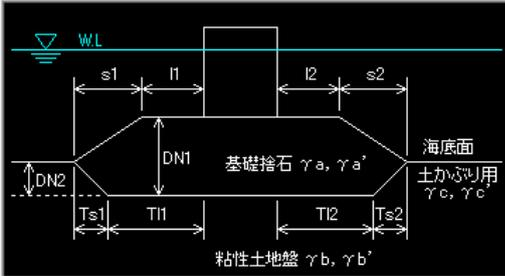 W.L
s1
l1
l2
s2
DN1
基礎捨石 γa, γa'
海底面
土かぶり用
γc, γc'
DN2
Ts1
Tl1
Tl2
Ts2
粘性土地盤 γb, γb'